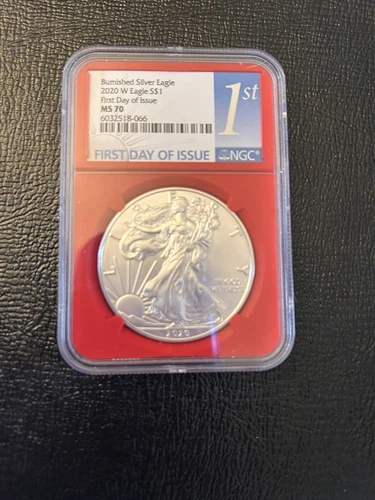 Burnished Silver Eagle
2020 W Eagle S$1
First Day of Issue
MS 70
6032518-066
1st
FIRST DAY OF ISSUE NGC®
L E T Y
IN GOD
WE TRUST
2020